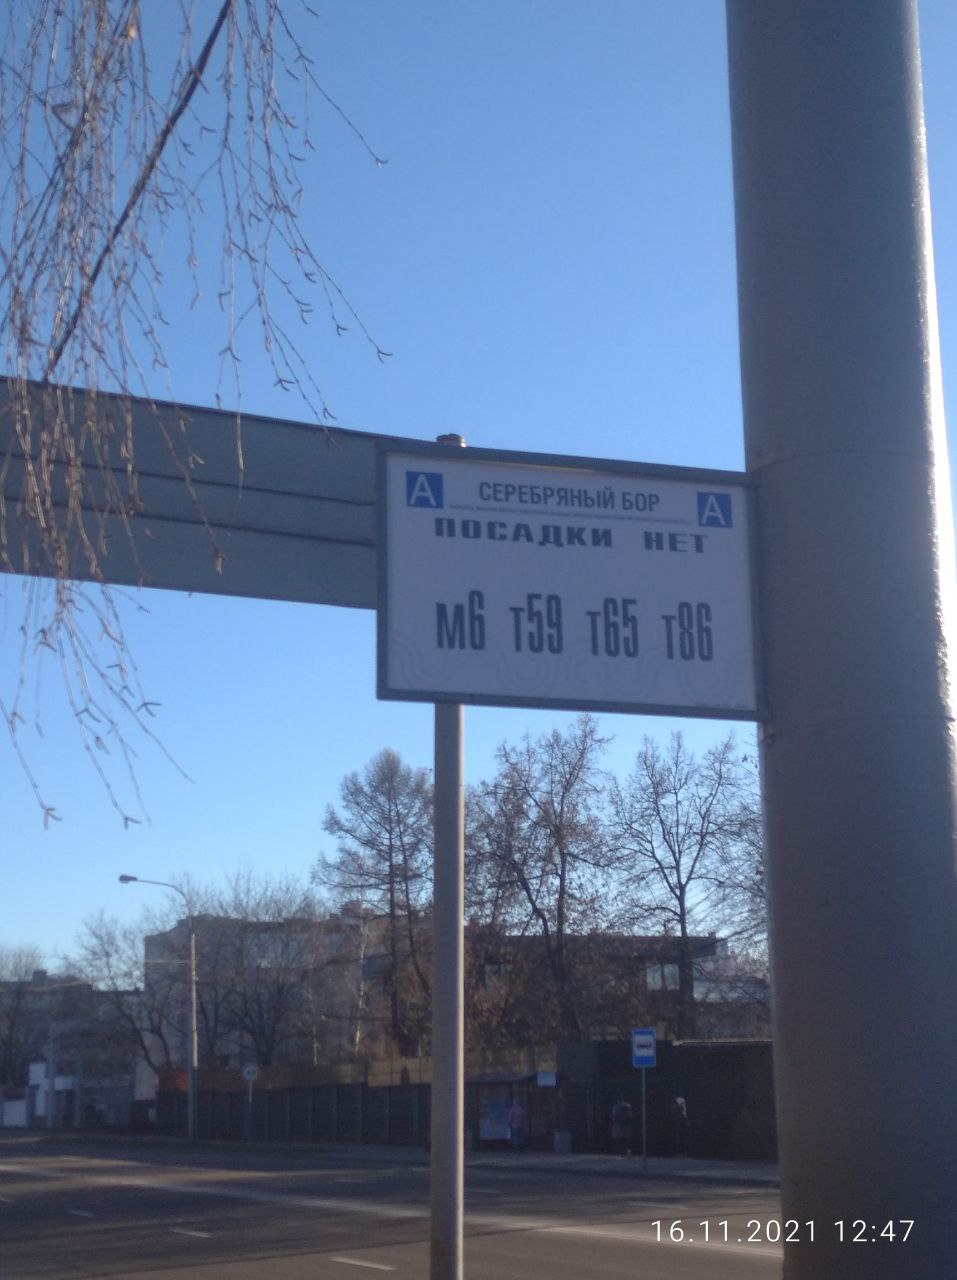 А СЕРЕБРЯНЫЙ БОР А
ПОСАДКИ НЕТ
м6 т59 т65 т86
16.11.2021 12:47